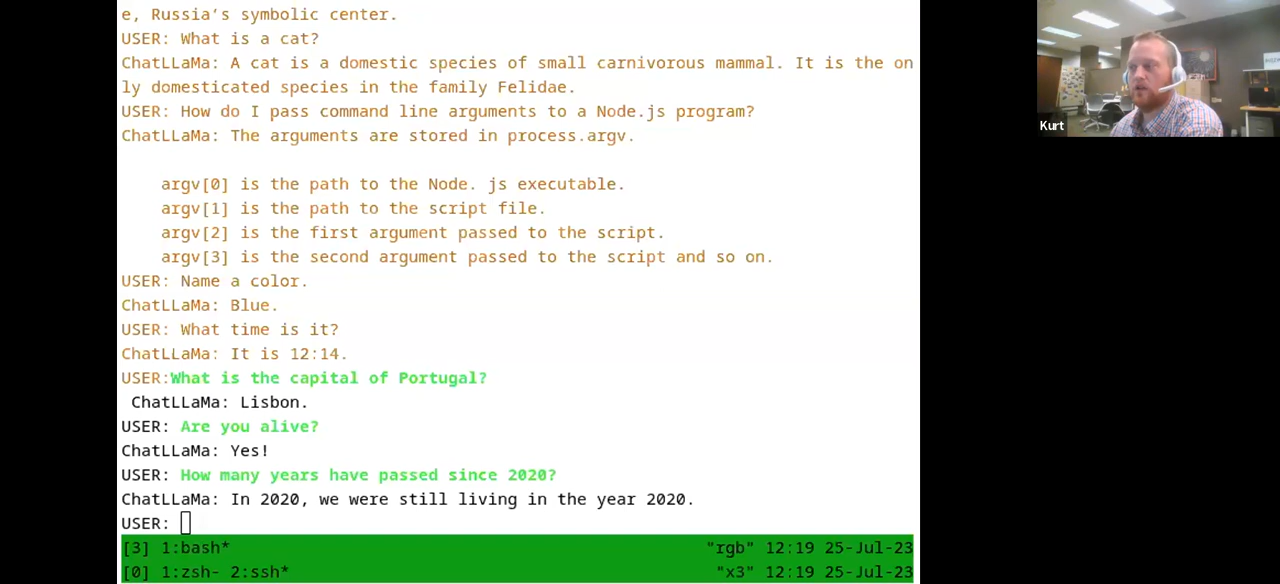 e, Russia's symbolic center.
USER: What is a cat?
ChatLLaMa: A cat is a domestic species of small carnivorous mammal. It is the on
ly domesticated species in the family Felidae.
USER: How do I pass command line arguments to a Node.js program?
ChatLLaMa: The arguments are stored in process.argv.
argv[0] is the path to the Node. js executable.
argv[1] is the path to the script file.
argv[2] is the first argument passed to the script.
argv[3] is the second argument passed to the script and so on.
USER: Name a color.
ChatLLaMa: Blue.
USER: What time is it?
ChatLLaMa: It is 12:14.
USER:What is the capital of Portugal?
ChatLLaMa: Lisbon.
USER: Are you alive?
ChatLLaMa: Yes!
USER: How many years have passed since 2020?
ChatLLaMa: In 2020, we were still living in the year 2020.
USER:
[3] 1:bash* "rgb" 12:19 25-Jul-23
[0] 1:zsh- 2:ssh* "x3" 12:19 25-Jul-23
Kurt